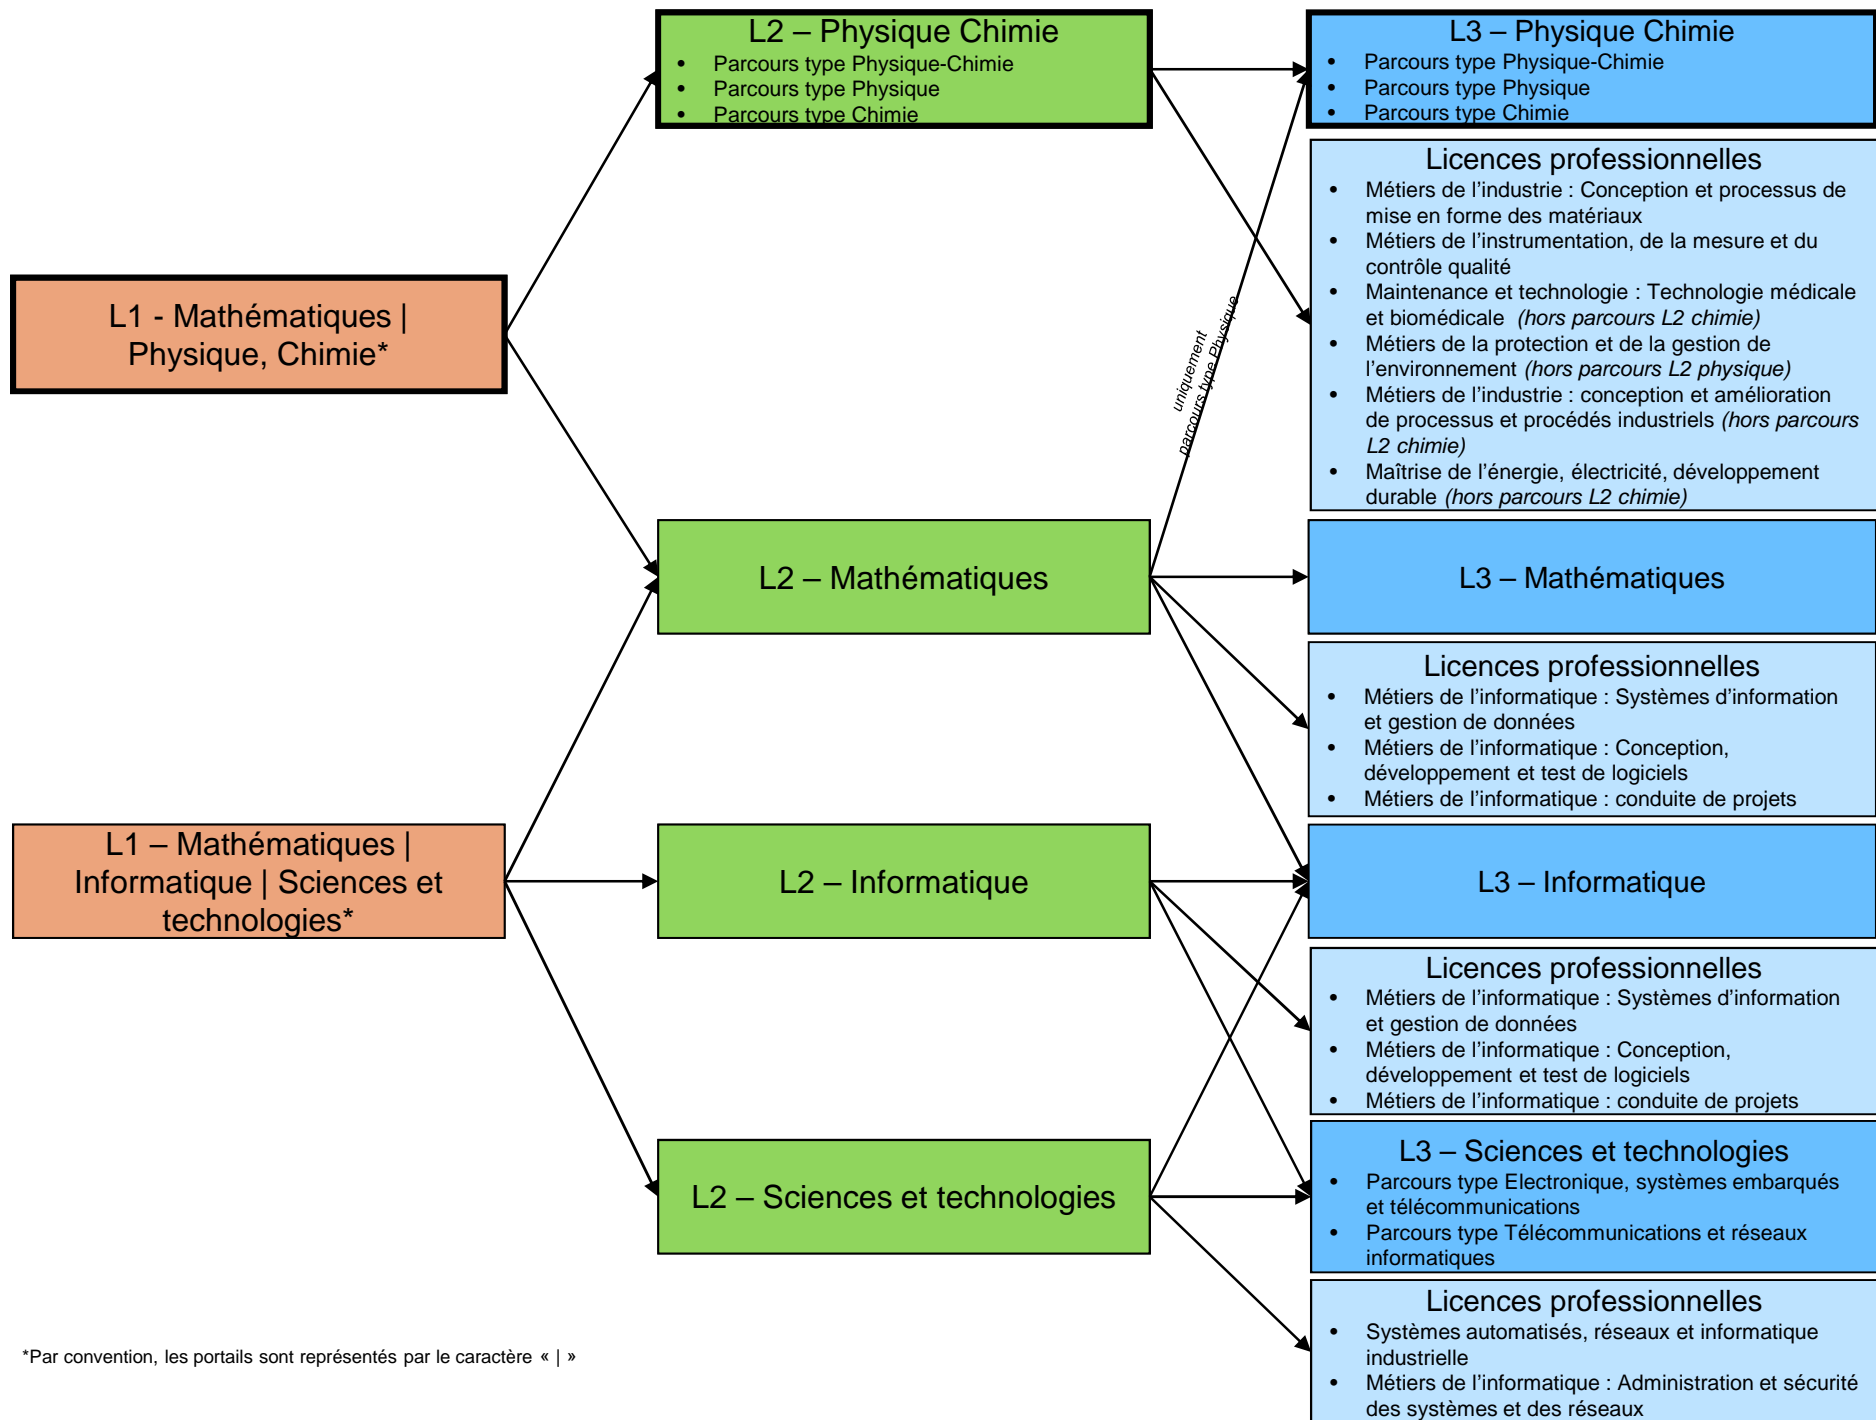 L2 – Physique Chimie
• Parcours type Physique-Chimie
• Parcours type Physique
• Parcours type Chimie
L3 – Physique Chimie
• Parcours type Physique-Chimie
• Parcours type Physique
• Parcours type Chimie
Licences professionnelles
• Métiers de l’industrie : Conception et processus de
mise en forme des matériaux
• Métiers de l’instrumentation, de la mesure et du
contrôle qualité
• Maintenance et technologie : Technologie médicale
et biomédicale (hors parcours L2 chimie)
• Métiers de la protection et de la gestion de
l’environnement (hors parcours L2 physique)
• Métiers de l’industrie : conception et amélioration
de processus et procédés industriels (hors parcours
L2 chimie)
• Maîtrise de l’énergie, électricité, développement
durable (hors parcours L2 chimie)
L1 - Mathématiques |
Physique, Chimie*
uniquement
parcours type Physique
L2 – Mathématiques
L3 – Mathématiques
Licences professionnelles
• Métiers de l’informatique : Systèmes d’information
et gestion de données
• Métiers de l’informatique : Conception,
développement et test de logiciels
• Métiers de l’informatique : conduite de projets
L1 – Mathématiques |
Informatique | Sciences et
technologies*
L2 – Informatique
L3 – Informatique
Licences professionnelles
• Métiers de l’informatique : Systèmes d’information
et gestion de données
• Métiers de l’informatique : Conception,
développement et test de logiciels
• Métiers de l’informatique : conduite de projets
L2 – Sciences et technologies
L3 – Sciences et technologies
• Parcours type Electronique, systèmes embarqués
et télécommunications
• Parcours type Télécommunications et réseaux
informatiques
Licences professionnelles
• Systèmes automatisés, réseaux et informatique
industrielle
• Métiers de l’informatique : Administration et sécurité
des systèmes et des réseaux
*Par convention, les portails sont représentés par le caractère « | »